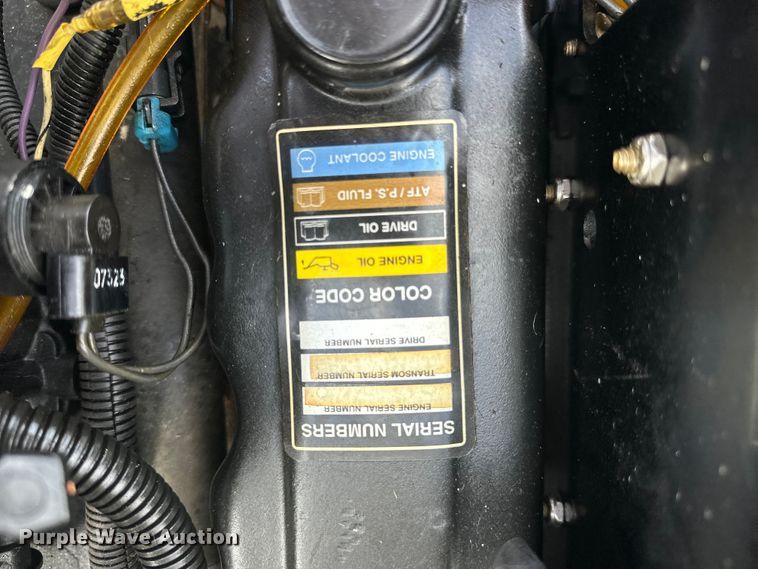 SERIAL NUMBERS
ENGINE SERIAL NUMBER
TRANSOM SERIAL NUMBER
DRIVE SERIAL NUMBER
COLOR CODE
ENGINE OIL
DRIVE OIL
ATF / P.S. FLUID
ENGINE COOLANT
07323
Purple Wave Auction